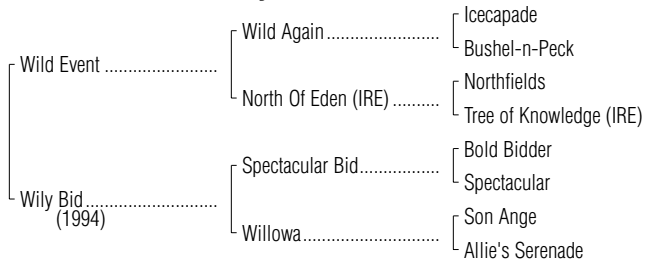 Icecapade
Wild Again
Bushel-n-Peck
Wild Event
Northfields
North Of Eden (IRE)
Tree of Knowledge (IRE)
Bold Bidder
Spectacular Bid
Spectacular
Wily Bid
(1994)
Son Ange
Willowa
Allie's Serenade